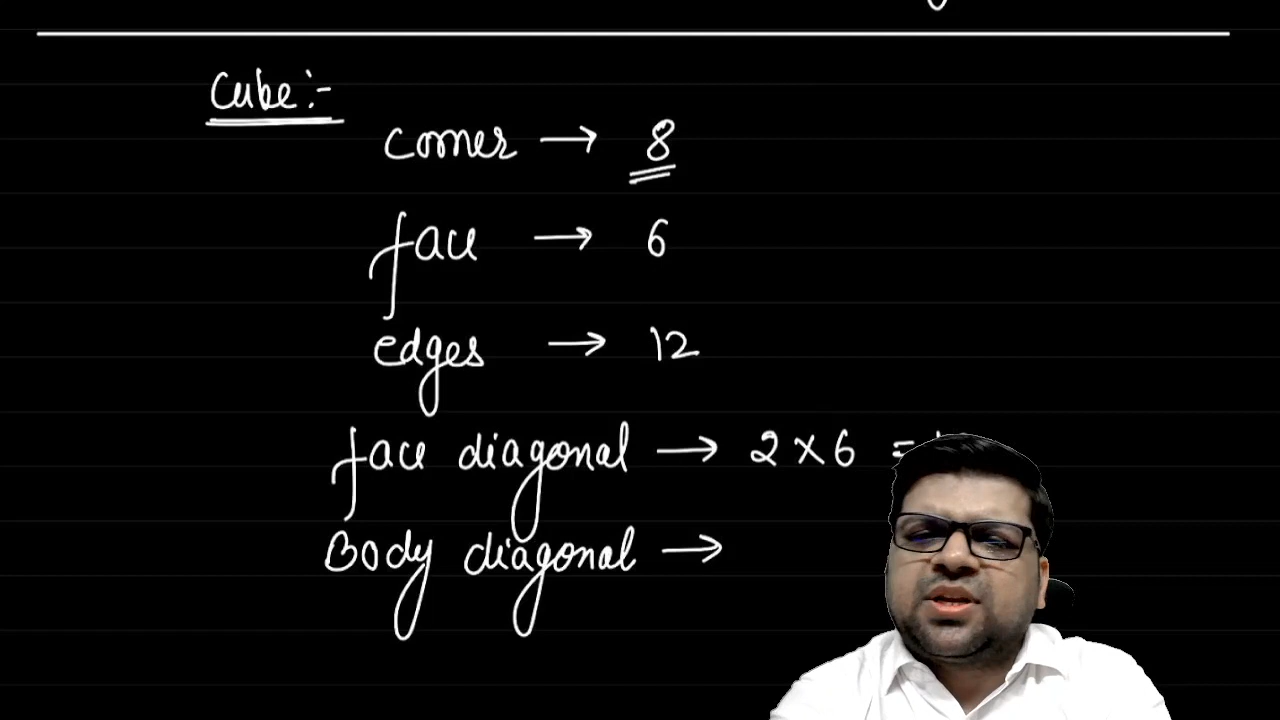 Cube:-
corner → 8
face → 6
edges → 12
face diagonal → 2 × 6 =
Body diagonal →